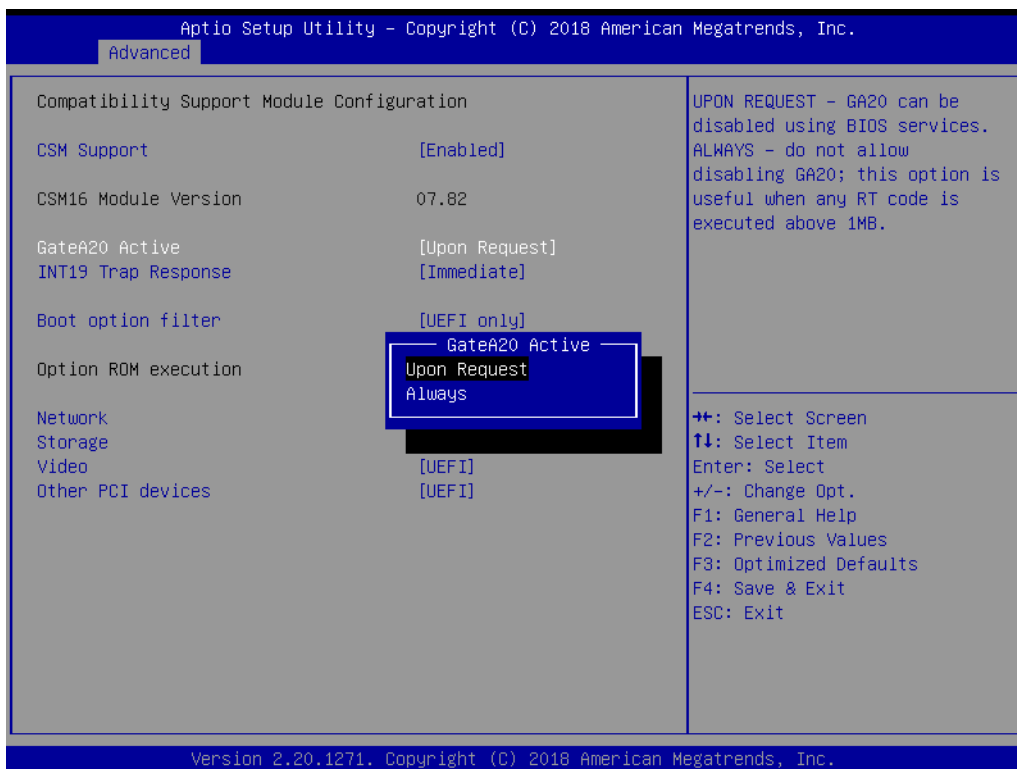 Aptio Setup Utility – Copyright (C) 2018 American Megatrends, Inc.
Advanced
Compatibility Support Module Configuration
CSM Support [Enabled]
CSM16 Module Version 07.82
GateA20 Active [Upon Request]
INT19 Trap Response [Immediate]
Boot option filter [UEFI only]
Option ROM execution
Network
Storage
Video [UEFI]
Other PCI devices [UEFI]
GateA20 Active
Upon Request
Always
UPON REQUEST – GA20 can be
disabled using BIOS services.
ALWAYS – do not allow
disabling GA20; this option is
useful when any RT code is
executed above 1MB.
→←: Select Screen
↑↓: Select Item
Enter: Select
+/-: Change Opt.
F1: General Help
F2: Previous Values
F3: Optimized Defaults
F4: Save & Exit
ESC: Exit
Version 2.20.1271. Copyright (C) 2018 American Megatrends, Inc.